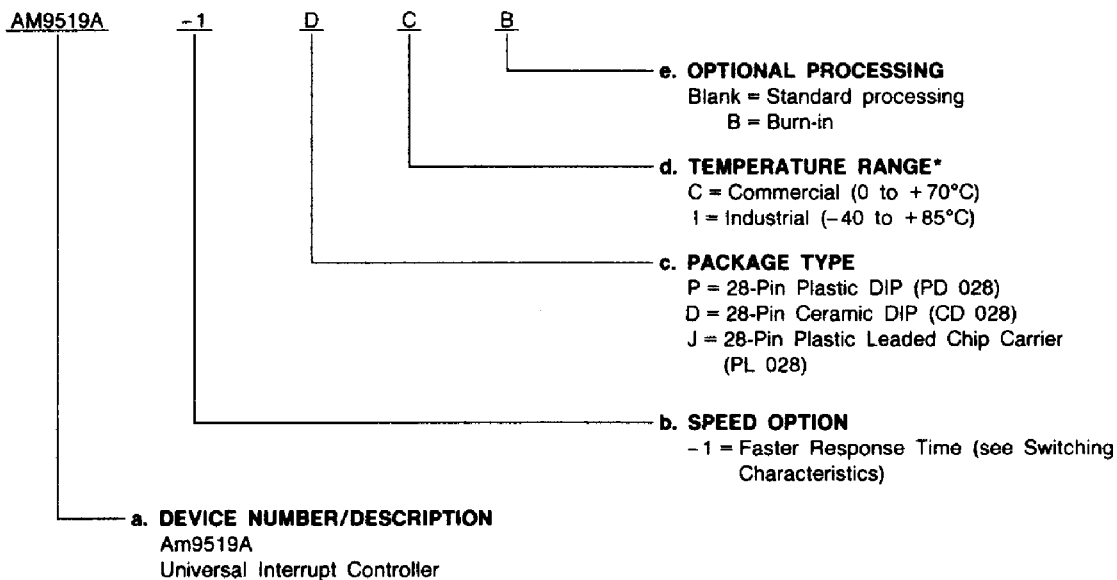 AM9519A -1 D C B
e. OPTIONAL PROCESSING
Blank = Standard processing
B = Burn-in
d. TEMPERATURE RANGE*
C = Commercial (0 to +70°C)
I = Industrial (-40 to +85°C)
c. PACKAGE TYPE
P = 28-Pin Plastic DIP (PD 028)
D = 28-Pin Ceramic DIP (CD 028)
J = 28-Pin Plastic Leaded Chip Carrier
(PL 028)
b. SPEED OPTION
-1 = Faster Response Time (see Switching
Characteristics)
a. DEVICE NUMBER/DESCRIPTION
Am9519A
Universal Interrupt Controller